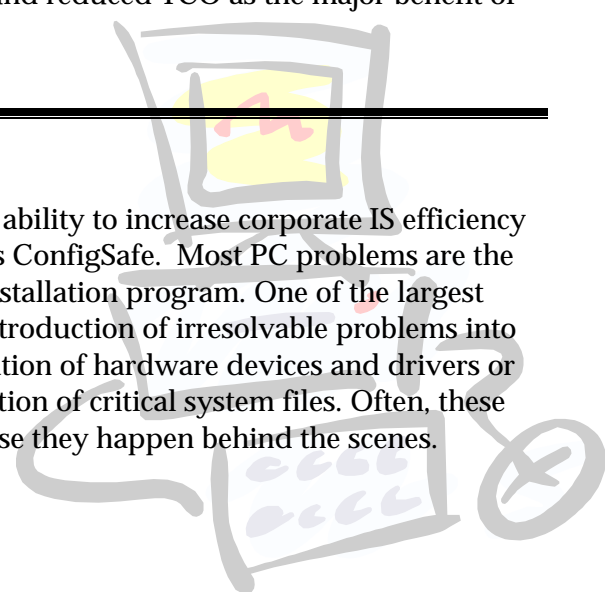 and reduced TCO as the major benefit of
ability to increase corporate IS efficiency
s ConfigSafe. Most PC problems are the
stallation program. One of the largest
troduction of irresolvable problems into
tion of hardware devices and drivers or
tion of critical system files. Often, these
se they happen behind the scenes.